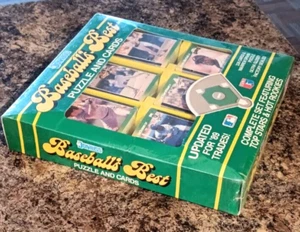 Baseball's Best
PUZZLE AND CARDS
UPDATED
FOR '89
TRADES!
COMPLETE SET FEATURING
TOP STARS & HOT ROOKIES
Baseball's Best
PUZZLE AND CARDS